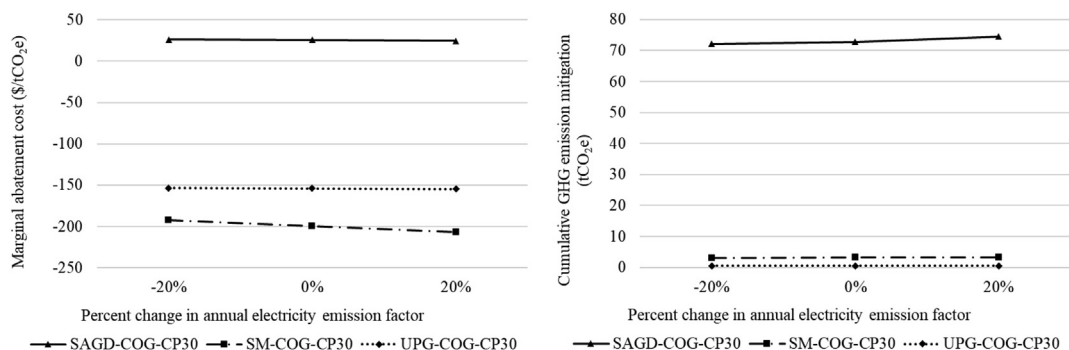 Marginal abatement cost ($/tCO₂e)
50
0
-50
-100
-150
-200
-250
-20%
0%
20%
Percent change in annual electricity emission factor
SAGD-COG-CP30
SM-COG-CP30
UPG-COG-CP30
Cumulative GHG emission mitigation
(tCO₂e)
80
70
60
50
40
30
20
10
0
-20%
0%
20%
Percent change in annual electricity emission factor
SAGD-COG-CP30
SM-COG-CP30
UPG-COG-CP30